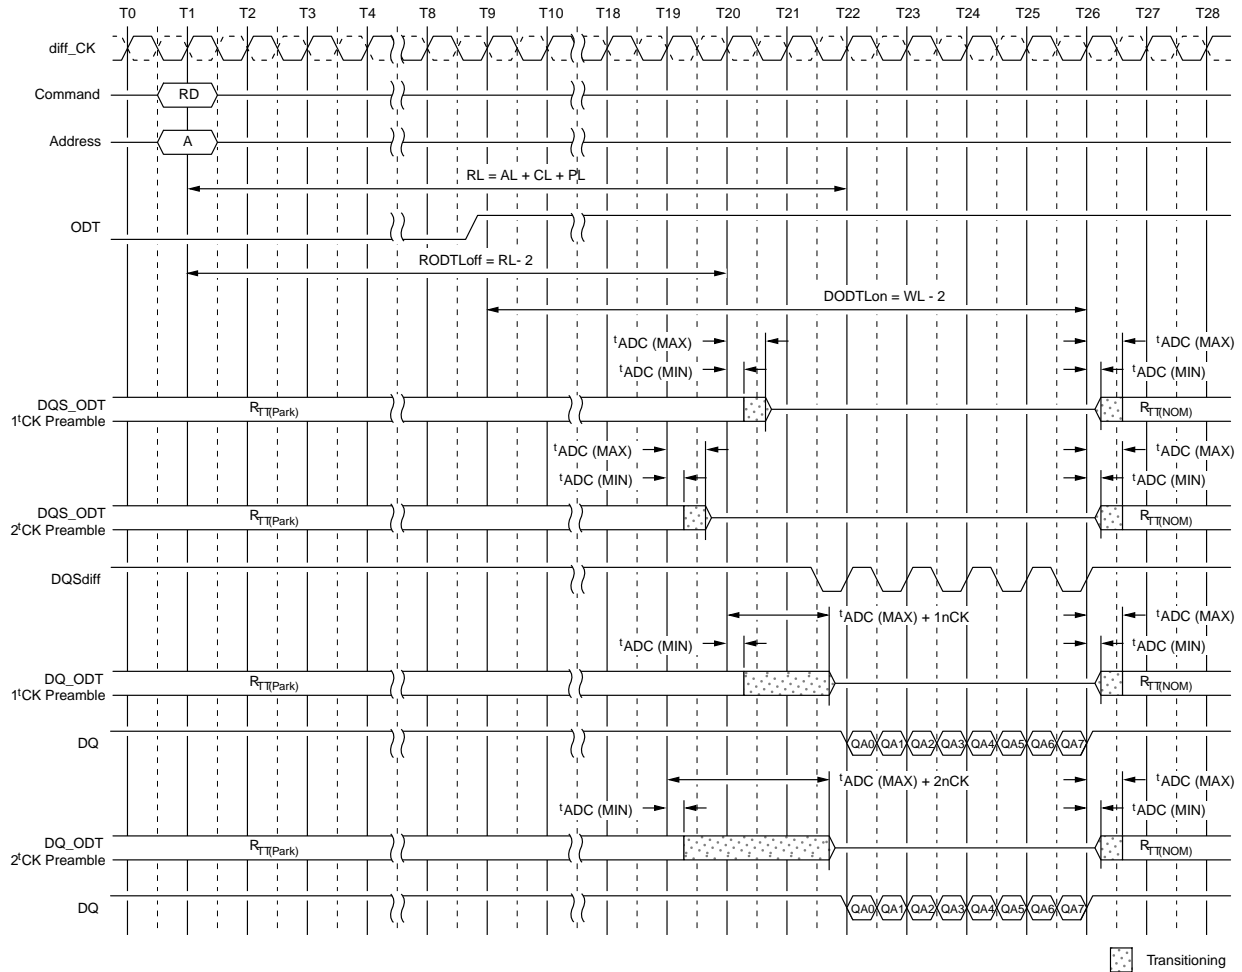 T0 T1 T2 T3 T4 T8 T9 T10 T18 T19 T20 T21 T22 T23 T24 T25 T26 T27 T28
diff_CK
Command RD
Address A
RL = AL + CL + PL
ODT
RODTLoff = RL- 2
DODTLon = WL - 2
tADC (MAX) tADC (MAX)
tADC (MIN) tADC (MIN)
DQS_ODT
1tCK Preamble
RTT(Park) RTT(NOM)
tADC (MAX) tADC (MAX)
tADC (MIN) tADC (MIN)
DQS_ODT
2tCK Preamble
RTT(Park) RTT(NOM)
DQSdiff
tADC (MAX) + 1nCK tADC (MAX)
tADC (MIN) tADC (MIN)
DQ_ODT
1tCK Preamble
RTT(Park) RTT(NOM)
DQ QA0 QA1 QA2 QA3 QA4 QA5 QA6 QA7
tADC (MAX) + 2nCK tADC (MAX)
tADC (MIN) tADC (MIN)
DQ_ODT
2tCK Preamble
RTT(Park) RTT(NOM)
DQ QA0 QA1 QA2 QA3 QA4 QA5 QA6 QA7
Transitioning